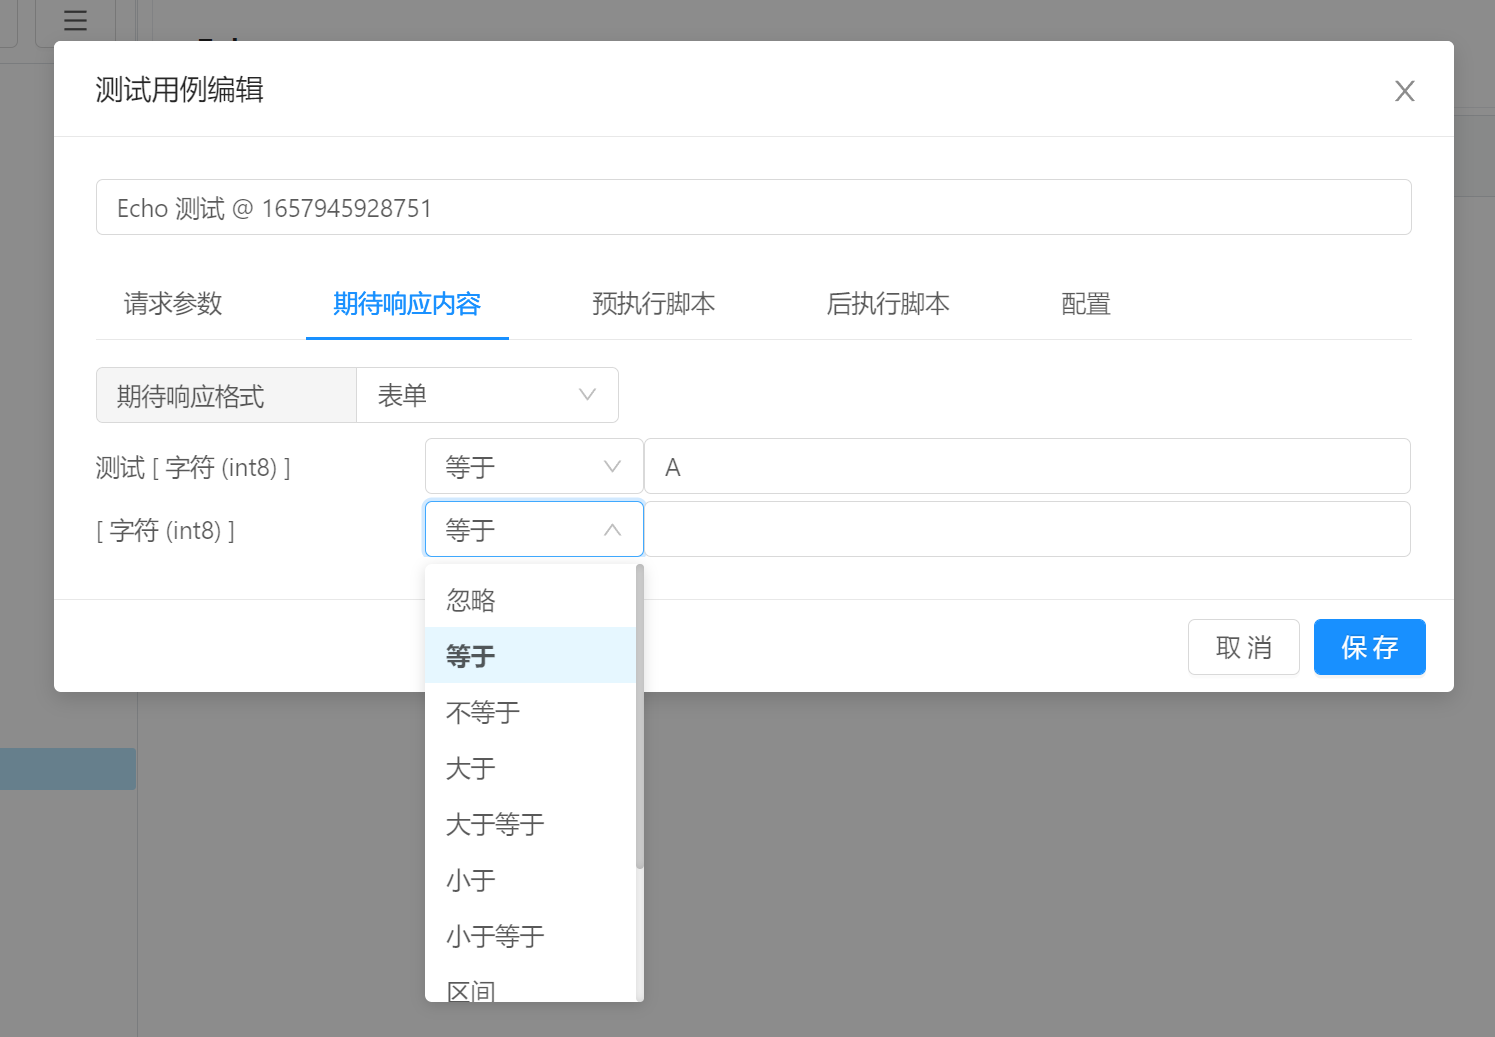 测试用例编辑
Echo 测试 @ 1657945928751
请求参数 期待响应内容 预执行脚本 后执行脚本 配置
期待响应格式 表单
测试 [ 字符 (int8) ] 等于 A
[ 字符 (int8) ] 等于
忽略
等于
不等于
大于
大于等于
小于
小于等于
区间
取 消 保 存